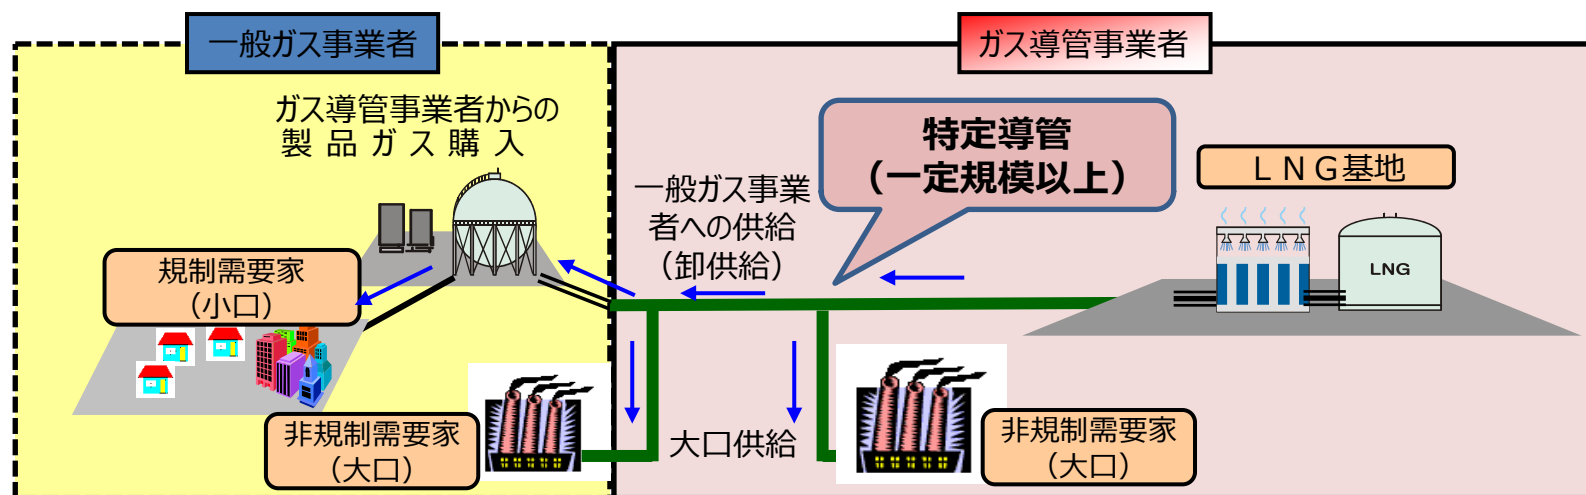 一般ガス事業者
ガス導管事業者
ガス導管事業者からの
製品ガス購入
特定導管
（一定規模以上）
ＬＮＧ基地
一般ガス事業
者への供給
（卸供給）
LNG
規制需要家
（小口）
非規制需要家
（大口）
大口供給
非規制需要家
（大口）